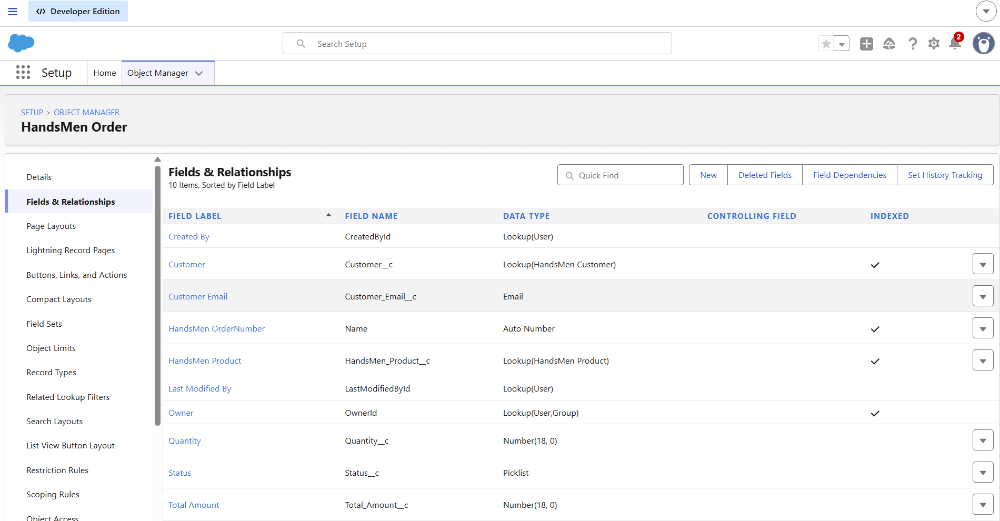 Developer Edition
Search Setup
2
Setup Home Object Manager
SETUP > OBJECT MANAGER
HandsMen Order
Details
Fields & Relationships
Page Layouts
Lightning Record Pages
Buttons, Links, and Actions
Compact Layouts
Field Sets
Object Limits
Record Types
Related Lookup Filters
Search Layouts
List View Button Layout
Restriction Rules
Scoping Rules
Object Access
Fields & Relationships
10 Items, Sorted by Field Label
Quick Find New Deleted Fields Field Dependencies Set History Tracking
FIELD LABEL FIELD NAME DATA TYPE CONTROLLING FIELD INDEXED
Created By CreatedById Lookup(User)
Customer Customer__c Lookup(HandsMen Customer)
Customer Email Customer_Email__c Email
HandsMen OrderNumber Name Auto Number
HandsMen Product HandsMen_Product__c Lookup(HandsMen Product)
Last Modified By LastModifiedById Lookup(User)
Owner OwnerId Lookup(User,Group)
Quantity Quantity__c Number(18, 0)
Status Status__c Picklist
Total Amount Total_Amount__c Number(18, 0)